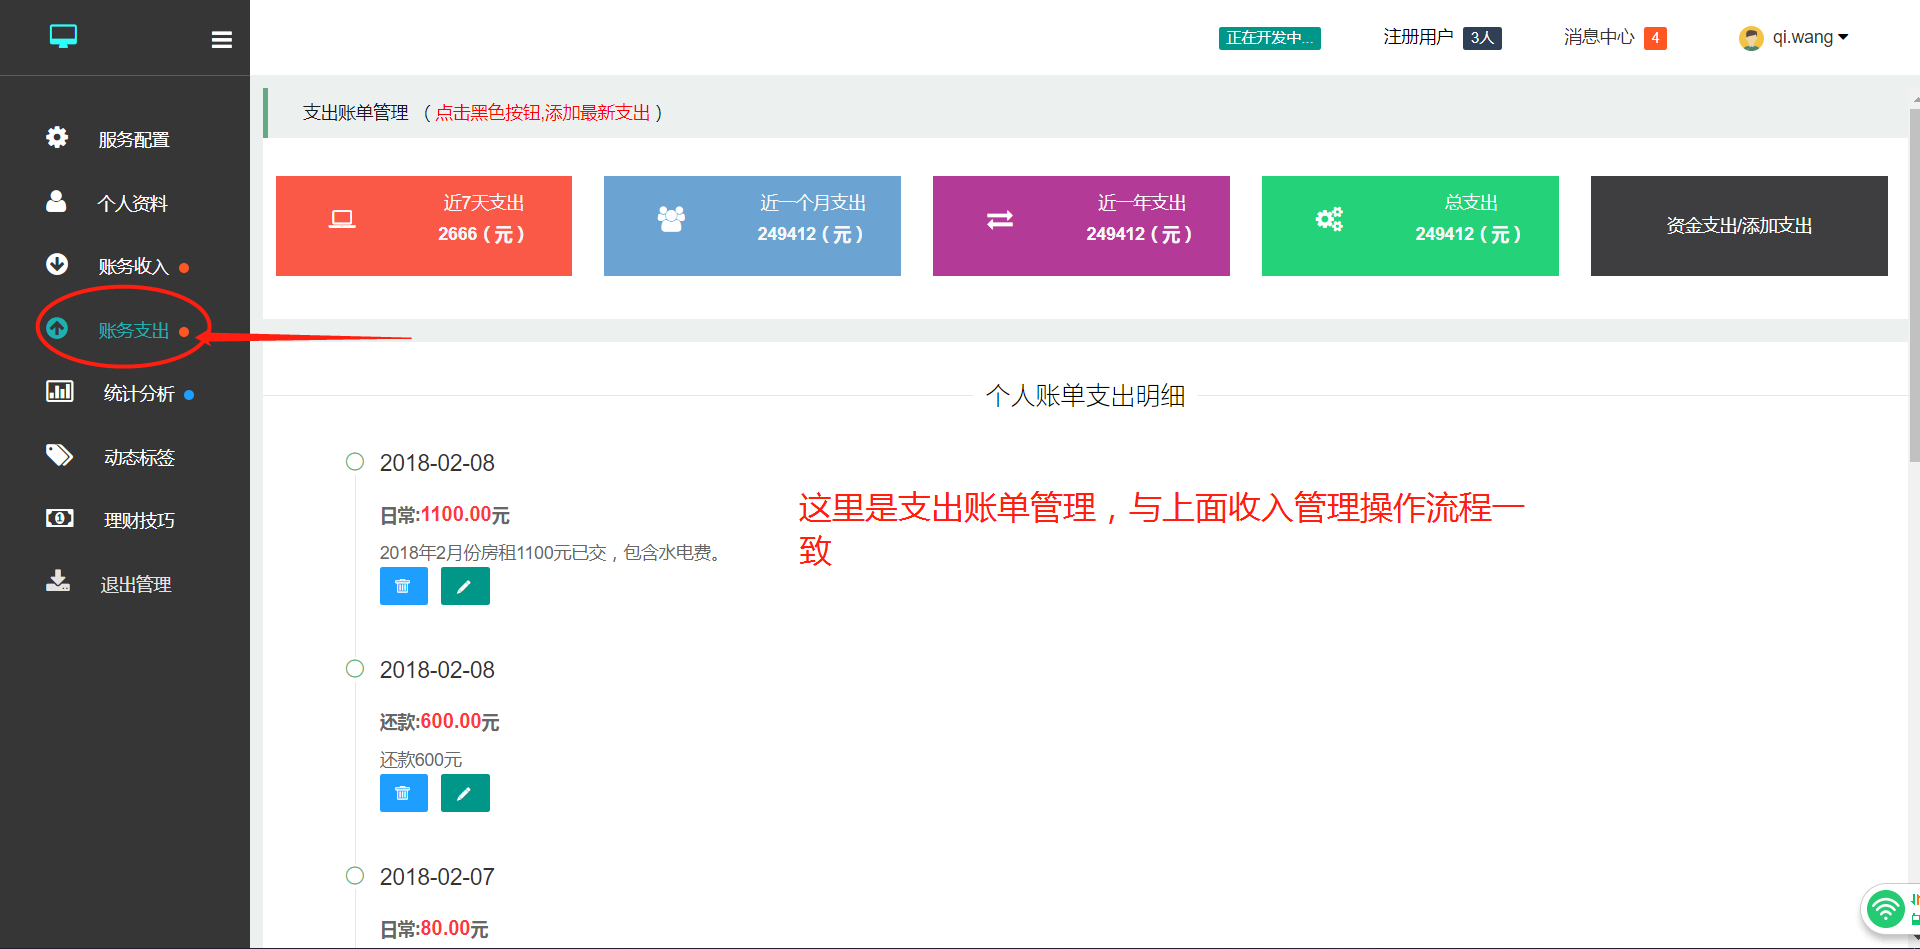 正在开发中...
注册用户 3人
消息中心 4
qi.wang
服务配置
个人资料
账务收入
账务支出
统计分析
动态标签
理财技巧
退出管理
支出账单管理 （ 点击黑色按钮,添加最新支出 ）
近7天支出
2666 ( 元 )
近一个月支出
249412 ( 元 )
近一年支出
249412 ( 元 )
总支出
249412 ( 元 )
资金支出/添加支出
个人账单支出明细
2018-02-08
日常:1100.00元
2018年2月份房租1100元已交，包含水电费。
这里是支出账单管理，与上面收入管理操作流程一
致
2018-02-08
还款:600.00元
还款600元
2018-02-07
日常:80.00元